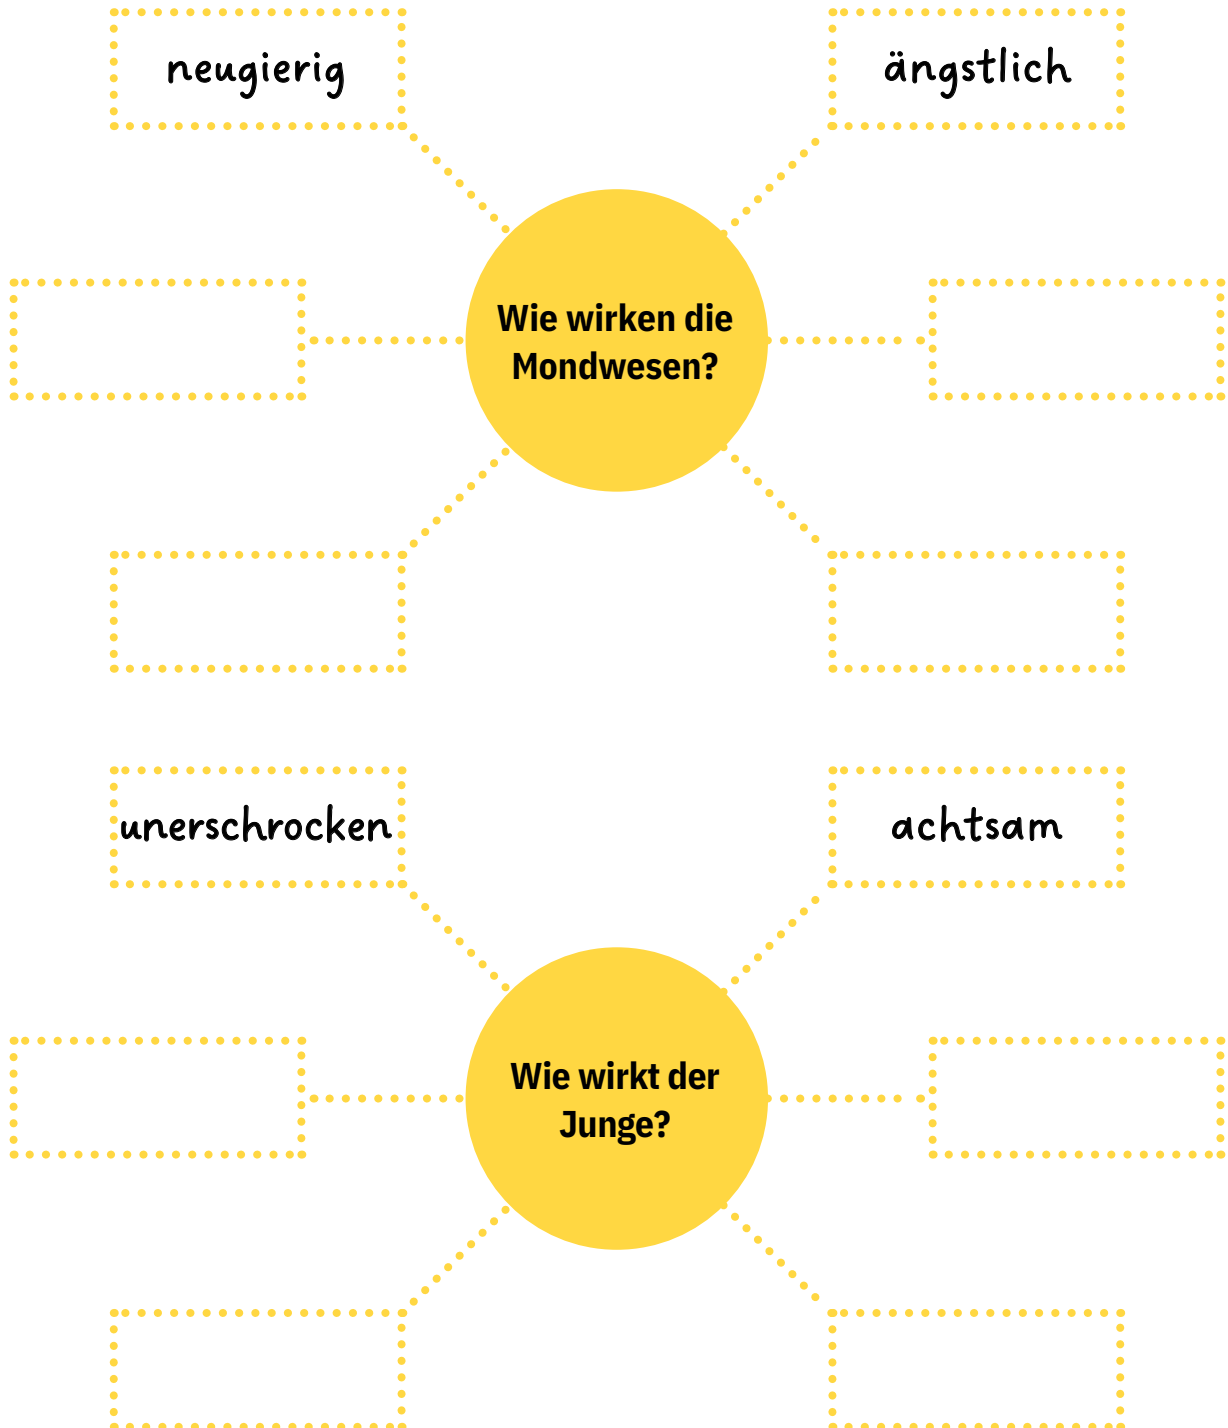 neugierig
ängstlich
Wie wirken die
Mondwesen?
unerschrocken
achtsam
Wie wirkt der
Junge?